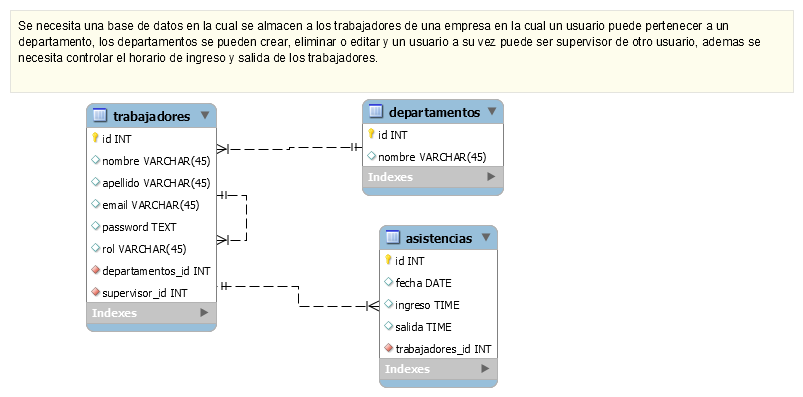 Se necesita una base de datos en la cual se almacen a los trabajadores de una empresa en la cual un usuario puede pertenecer a un
departamento, los departamentos se pueden crear, eliminar o editar y un usuario a su vez puede ser supervisor de otro usuario, ademas se
necesita controlar el horario de ingreso y salida de los trabajadores.
trabajadores
id INT
nombre VARCHAR(45)
apellido VARCHAR(45)
email VARCHAR(45)
password TEXT
rol VARCHAR(45)
departamentos_id INT
supervisor_id INT
Indexes
departamentos
id INT
nombre VARCHAR(45)
Indexes
asistencias
id INT
fecha DATE
ingreso TIME
salida TIME
trabajadores_id INT
Indexes